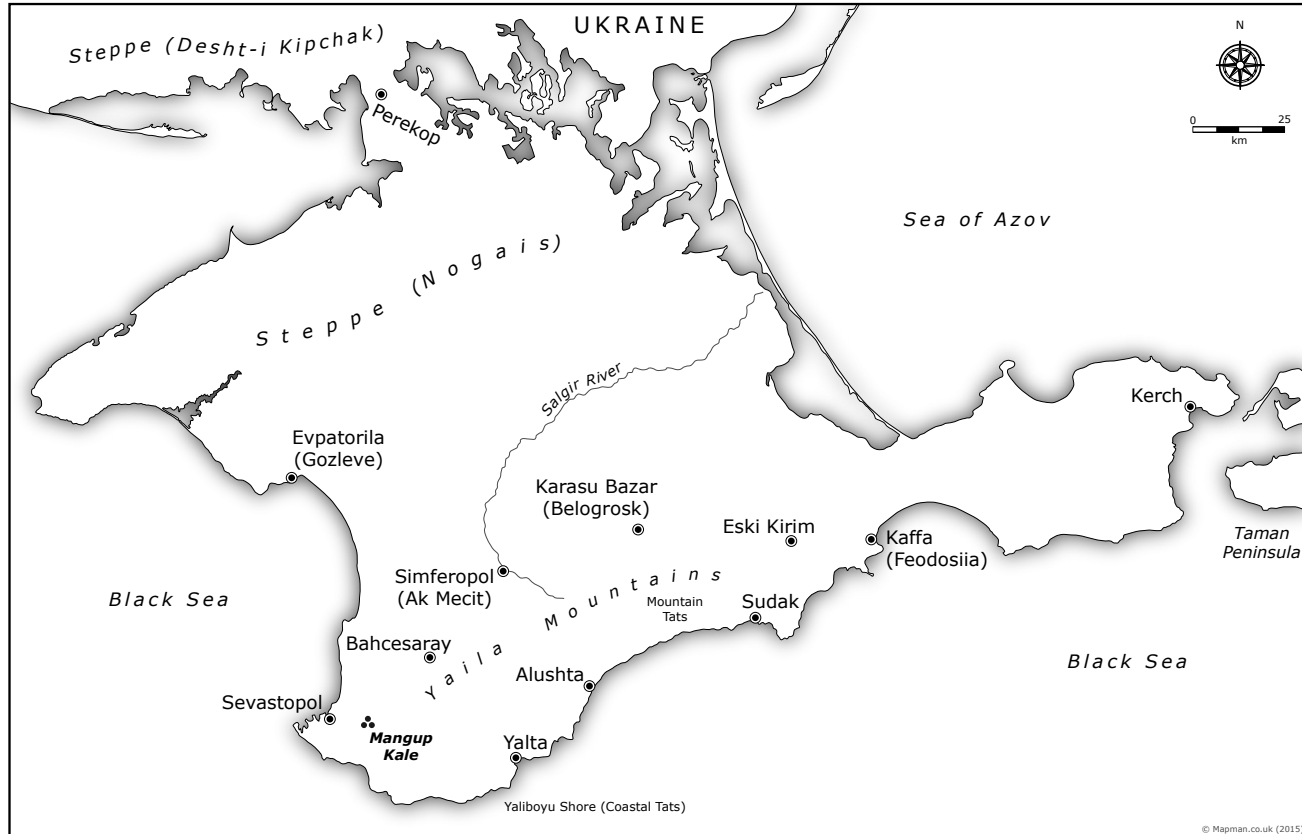 Steppe (Desht-i Kipchak)
UKRAINE
N
0 25
km
Perekop
Sea of Azov
Steppe (Nogais)
Salgir River
Kerch
Evpatorila
(Gozleve)
Karasu Bazar
(Belogrosk)
Eski Kirim
Kaffa
(Feodosiia)
Taman
Peninsula
Simferopol
(Ak Mecit)
Black Sea
Yaila Mountains
Mountain
Tats
Sudak
Bahcesaray
Alushta
Black Sea
Sevastopol
Mangup
Kale
Yalta
Yaliboyu Shore (Coastal Tats)
© Mapman.co.uk (2015)